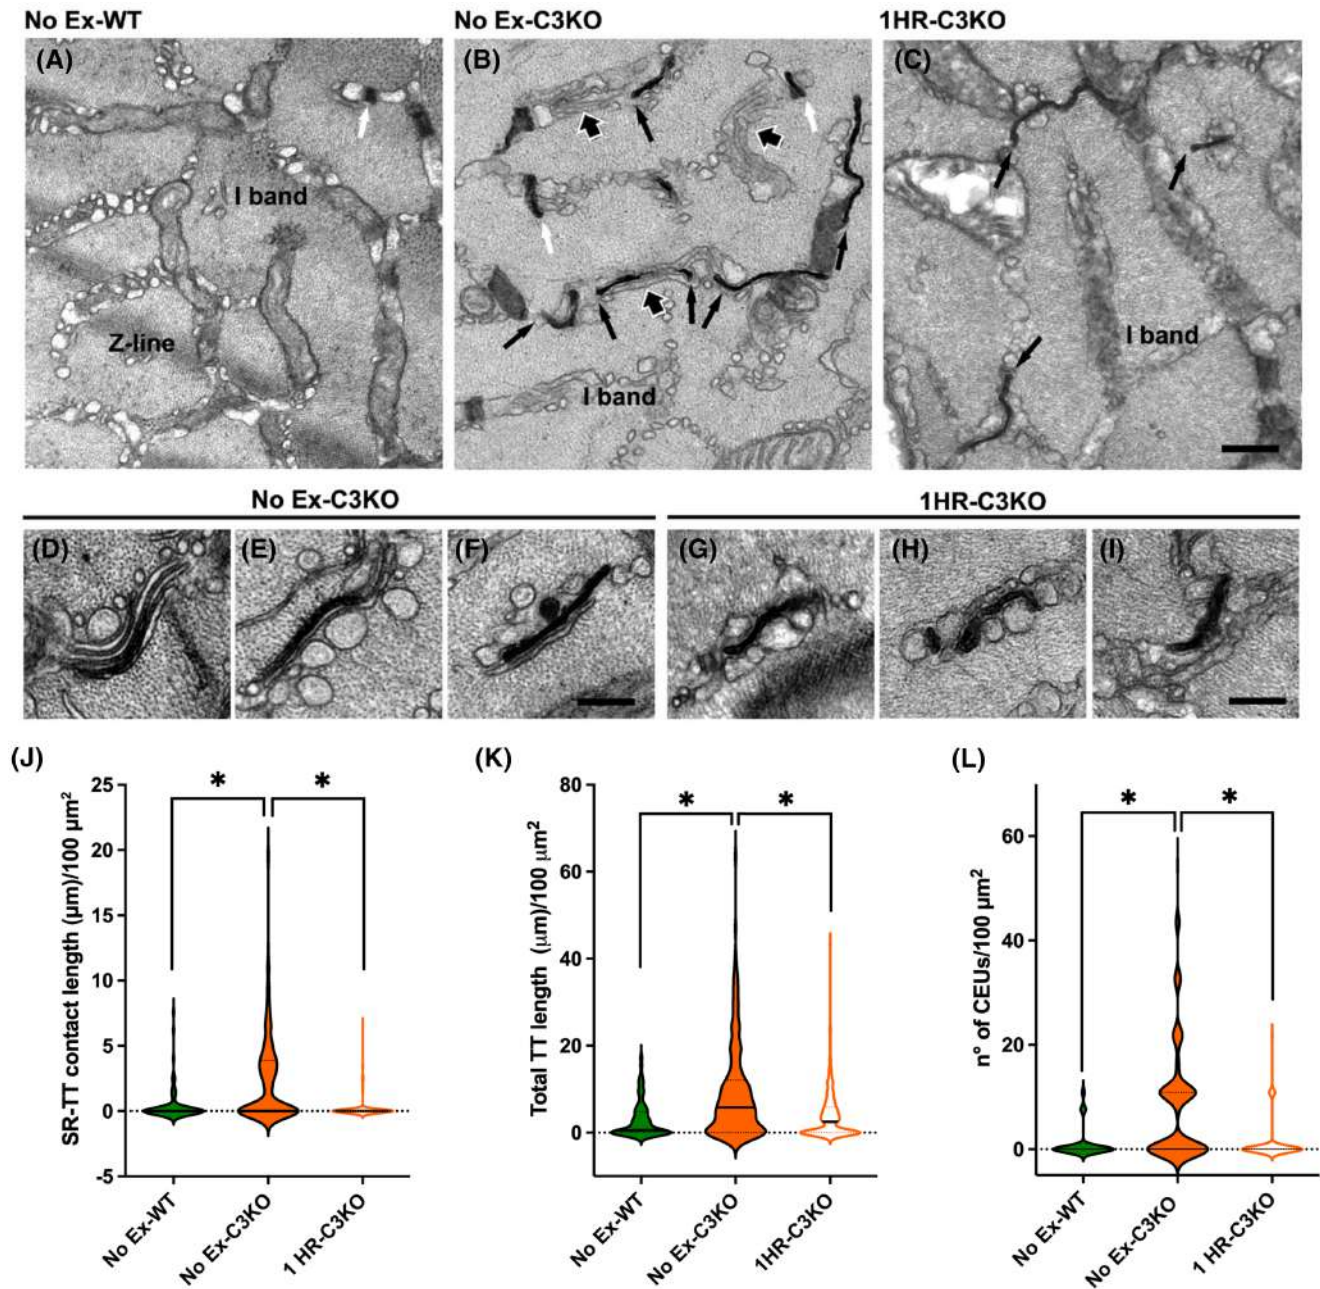 No Ex-WT
No Ex-C3KO
1HR-C3KO
(A)
(B)
(C)
I band
Z-line
I band
I band
No Ex-C3KO
1HR-C3KO
(D)
(E)
(F)
(G)
(H)
(I)
(J)
SR-TT contact length (µm)/100 µm²
25
20
15
10
5
0
-5
*
*
No Ex-WT
No Ex-C3KO
1 HR-C3KO
(K)
Total TT length (µm)/100 µm²
80
60
40
20
0
*
*
No Ex-WT
No Ex-C3KO
1HR-C3KO
(L)
n° of CEUs/100 µm²
60
40
20
0
*
*
No Ex-WT
No Ex-C3KO
1 HR-C3KO